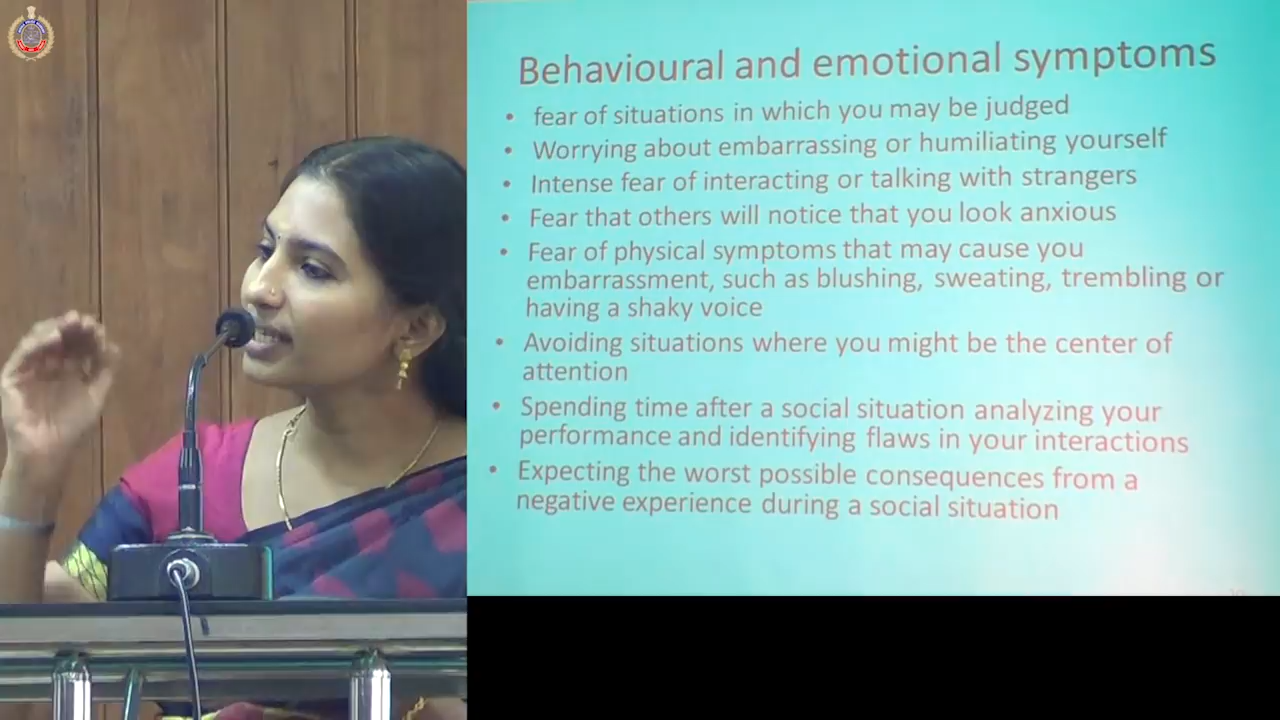 Behavioural and emotional symptoms
• fear of situations in which you may be judged
• Worrying about embarrassing or humiliating yourself
• Intense fear of interacting or talking with strangers
• Fear that others will notice that you look anxious
• Fear of physical symptoms that may cause you
embarrassment, such as blushing, sweating, trembling or
having a shaky voice
• Avoiding situations where you might be the center of
attention
• Spending time after a social situation analyzing your
performance and identifying flaws in your interactions
• Expecting the worst possible consequences from a
negative experience during a social situation